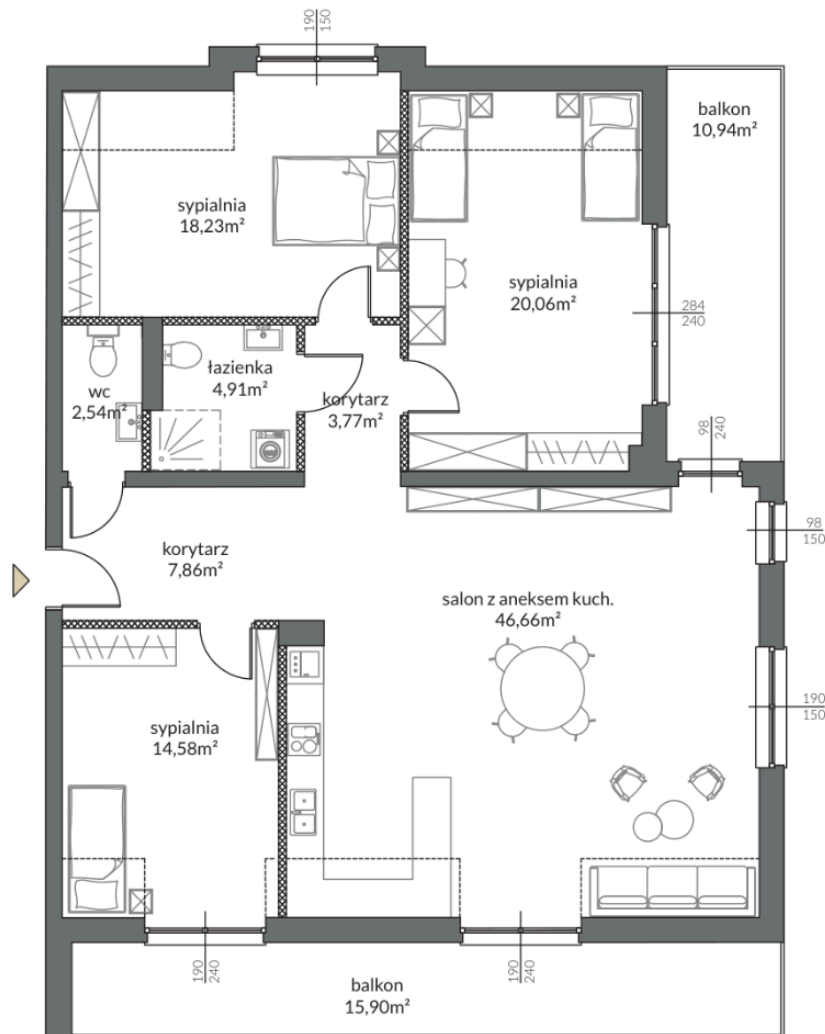 190
150
balkon
10,94m²
sypialnia
18,23m²
sypialnia
20,06m²
284
240
łazienka
4,91m²
wc
2,54m²
korytarz
3,77m²
98
240
98
150
korytarz
7,86m²
salon z aneksem kuch.
46,66m²
190
150
sypialnia
14,58m²
190
240
190
240
balkon
15,90m²